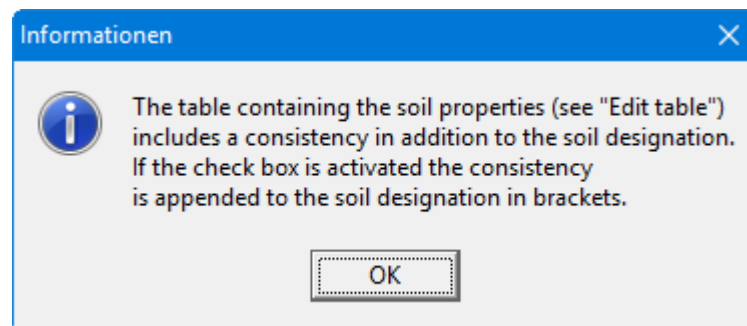 Informationen
The table containing the soil properties (see "Edit table")
includes a consistency in addition to the soil designation.
If the check box is activated the consistency
is appended to the soil designation in brackets.
OK